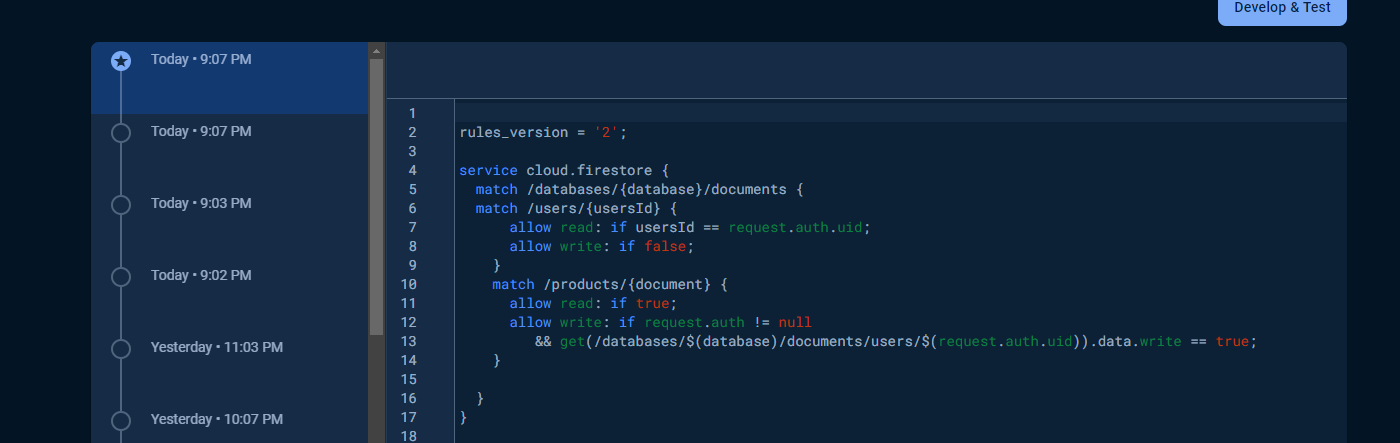 Develop & Test
Today • 9:07 PM
Today • 9:07 PM
Today • 9:03 PM
Today • 9:02 PM
Yesterday • 11:03 PM
Yesterday • 10:07 PM
1
2 rules_version = '2';
3
4 service cloud.firestore {
5   match /databases/{database}/documents {
6   match /users/{usersId} {
7       allow read: if usersId == request.auth.uid;
8       allow write: if false;
9     }
10     match /products/{document} {
11       allow read: if true;
12       allow write: if request.auth != null
13          && get(/databases/$(database)/documents/users/$(request.auth.uid)).data.write == true;
14     }
15
16   }
17 }
18